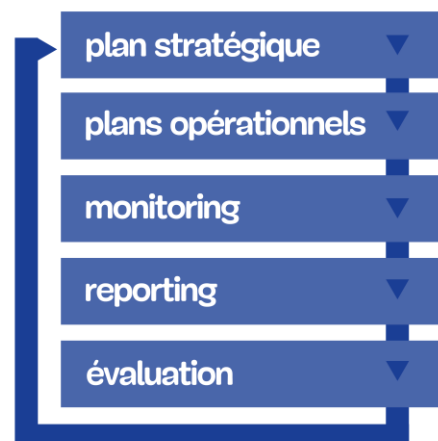 plan stratégique
plans opérationnels
monitoring
reporting
évaluation